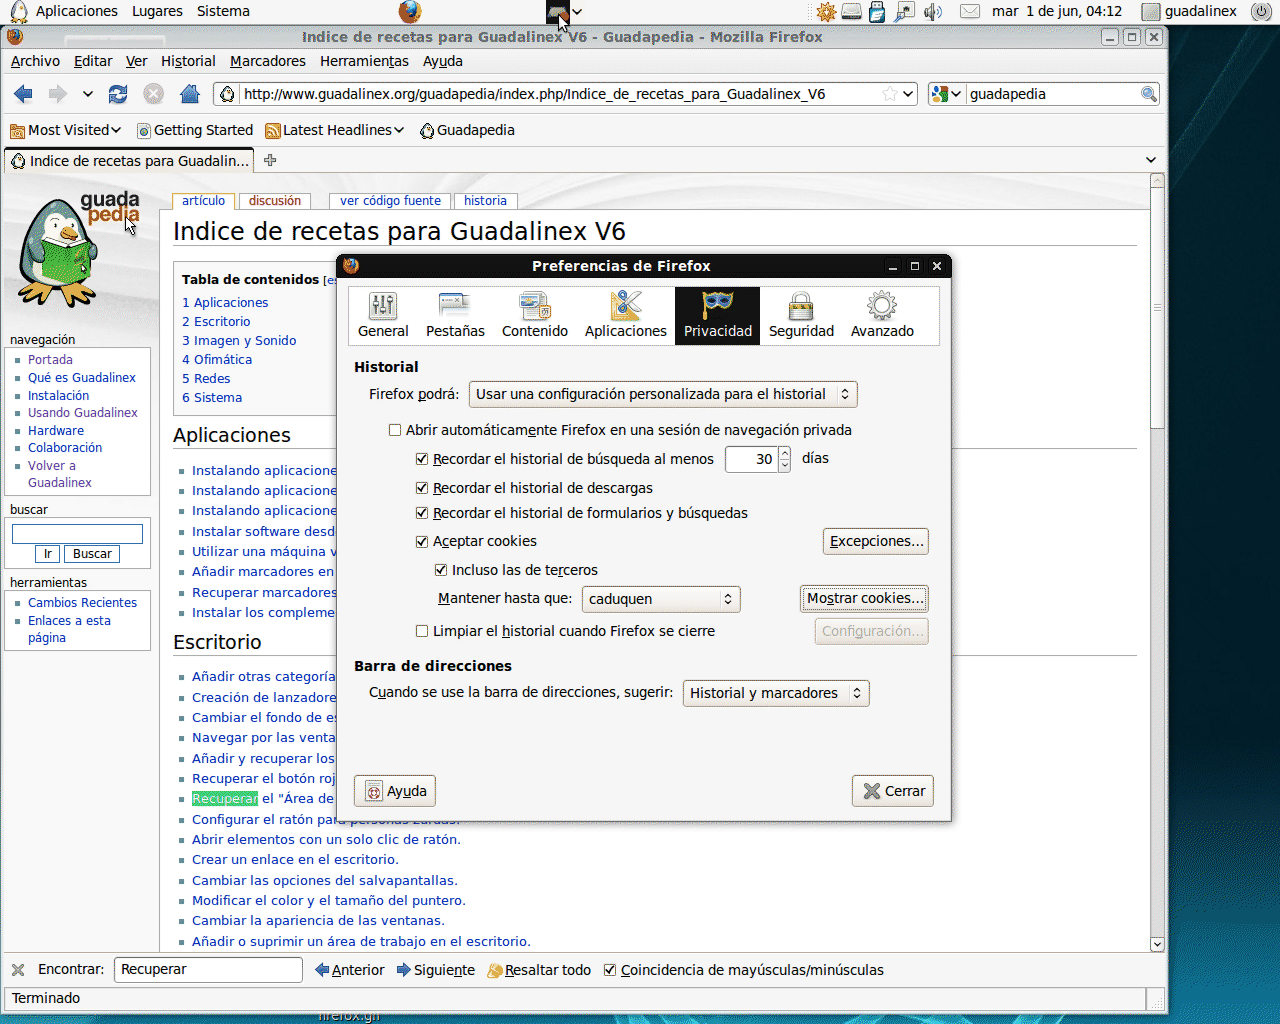 Aplicaciones Lugares Sistema mar 1 de jun, 04:12 guadalinex
Indice de recetas para Guadalinex V6 - Guadapedia - Mozilla Firefox
Archivo Editar Ver Historial Marcadores Herramientas Ayuda
http://www.guadalinex.org/guadapedia/index.php/Indice_de_recetas_para_Guadalinex_V6 guadapedia
Most Visited Getting Started Latest Headlines Guadapedia
Indice de recetas para Guadalin...
guada
pedia
artículo discusión ver código fuente historia
Indice de recetas para Guadalinex V6
Tabla de contenidos
1 Aplicaciones
2 Escritorio
3 Imagen y Sonido
4 Ofimática
5 Redes
6 Sistema
navegación
Portada
Qué es Guadalinex
Instalación
Usando Guadalinex
Hardware
Colaboración
Volver a
Guadalinex
buscar
Ir Buscar
herramientas
Cambios Recientes
Enlaces a esta
página
Aplicaciones
Instalando aplicacione
Instalando aplicacione
Instalando aplicacione
Instalar software desd
Utilizar una máquina v
Añadir marcadores en
Recuperar marcadores
Instalar los compleme
Escritorio
Añadir otras categoría
Creación de lanzadore
Cambiar el fondo de es
Navegar por las venta
Añadir y recuperar los
Recuperar el botón roj
Recuperar el "Área de
Configurar el ratón para personas zurdas.
Abrir elementos con un solo clic de ratón.
Crear un enlace en el escritorio.
Cambiar las opciones del salvapantallas.
Modificar el color y el tamaño del puntero.
Cambiar la apariencia de las ventanas.
Añadir o suprimir un área de trabajo en el escritorio.
Preferencias de Firefox
General Pestañas Contenido Aplicaciones Privacidad Seguridad Avanzado
Historial
Firefox podrá: Usar una configuración personalizada para el historial
Abrir automáticamente Firefox en una sesión de navegación privada
Recordar el historial de búsqueda al menos 30 días
Recordar el historial de descargas
Recordar el historial de formularios y búsquedas
Aceptar cookies Excepciones...
Incluso las de terceros
Mantener hasta que: caduquen Mostrar cookies...
Limpiar el historial cuando Firefox se cierre Configuración...
Barra de direcciones
Cuando se use la barra de direcciones, sugerir: Historial y marcadores
Ayuda Cerrar
Encontrar: Recuperar Anterior Siguiente Resaltar todo Coincidencia de mayúsculas/minúsculas
Terminado